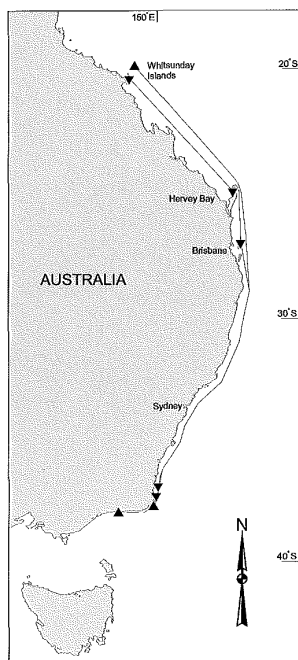 150°E
Whitsunday
Islands
20°S
Hervey Bay
Brisbane
AUSTRALIA
30°S
Sydney
N
40°S